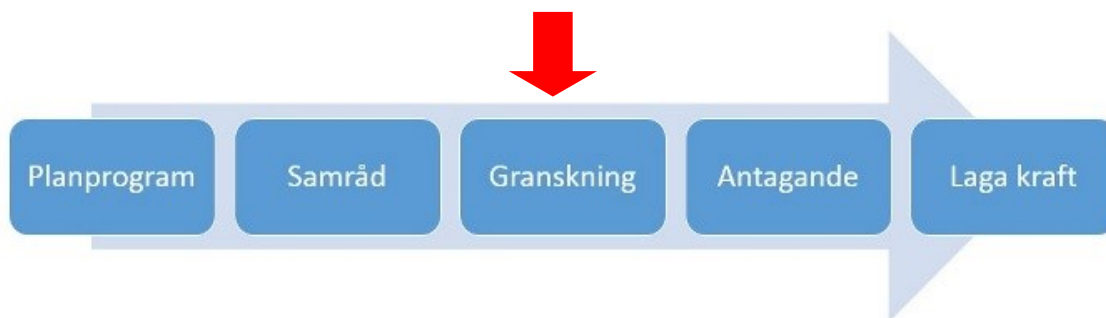 Planprogram
Samråd
Granskning
Antagande
Laga kraft